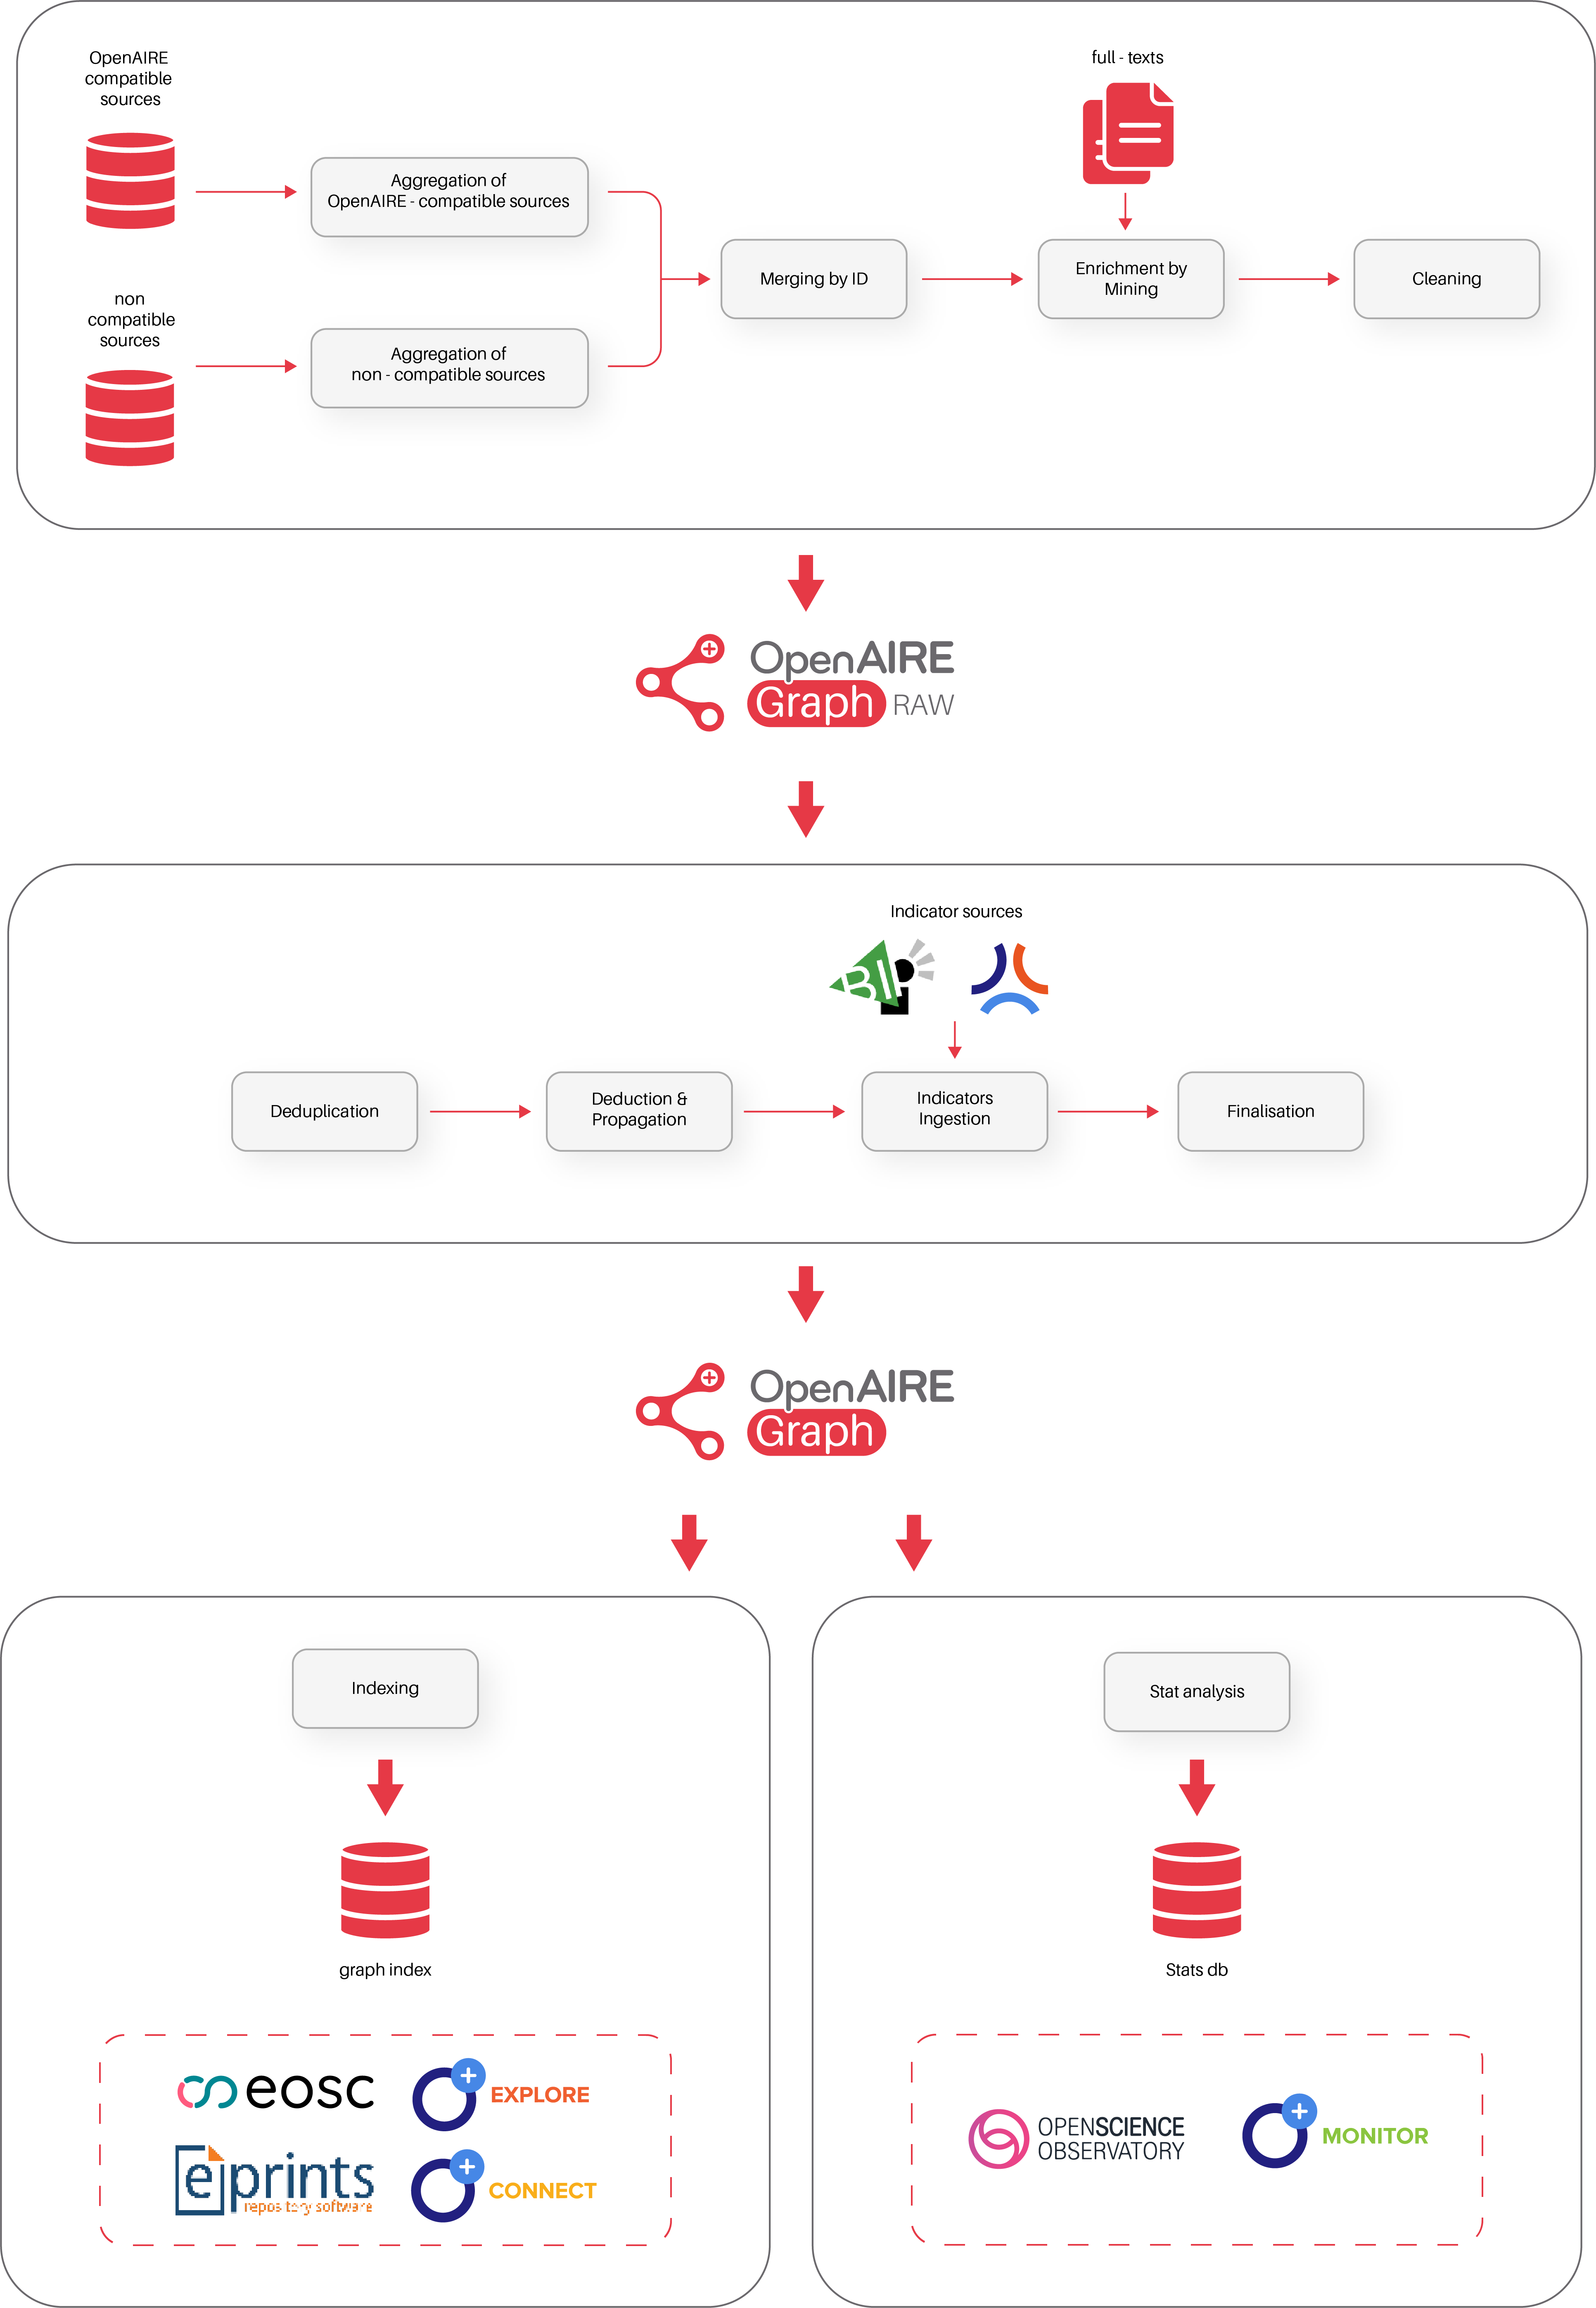 OpenAIRE
compatible
sources
full - texts
Aggregation of
OpenAIRE - compatible sources
Merging by ID
Enrichment by
Mining
Cleaning
non
compatible
sources
Aggregation of
non - compatible sources
OpenAIRE
Graph RAW
Indicator sources
BIP
Deduplication
Deduction &
Propagation
Indicators
Ingestion
Finalisation
OpenAIRE
Graph
Indexing
graph index
eosc
EXPLORE
eprints
repository software
CONNECT
Stat analysis
Stats db
OPENSCIENCE
OBSERVATORY
MONITOR